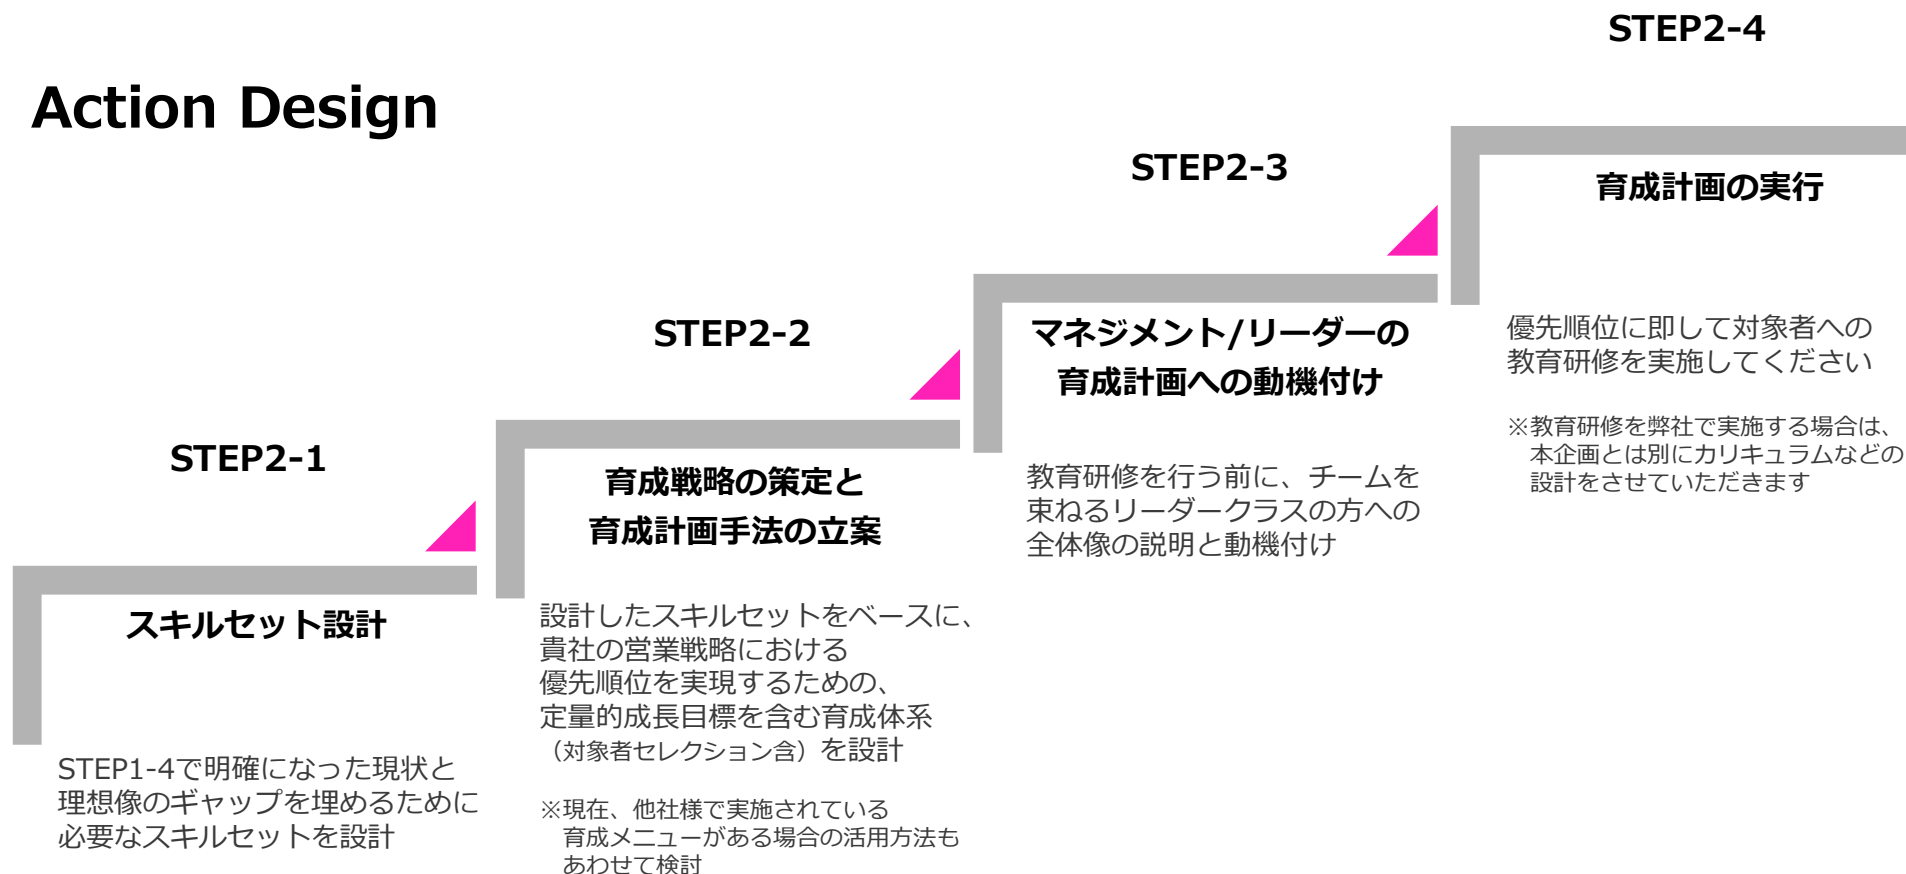 Action Design
STEP2-1
スキルセット設計
STEP1-4で明確になった現状と
理想像のギャップを埋めるために
必要なスキルセットを設計
STEP2-2
育成戦略の策定と
育成計画手法の立案
設計したスキルセットをベースに、
貴社の営業戦略における
優先順位を実現するための、
定量的成長目標を含む育成体系
（対象者セレクション含）を設計
※現在、他社様で実施されている
育成メニューがある場合の活用方法も
あわせて検討
STEP2-3
マネジメント/リーダーの
育成計画への動機付け
教育研修を行う前に、チームを
束ねるリーダークラスの方への
全体像の説明と動機付け
STEP2-4
育成計画の実行
優先順位に即して対象者への
教育研修を実施してください
※教育研修を弊社で実施する場合は、
本企画とは別にカリキュラムなどの
設計をさせていただきます